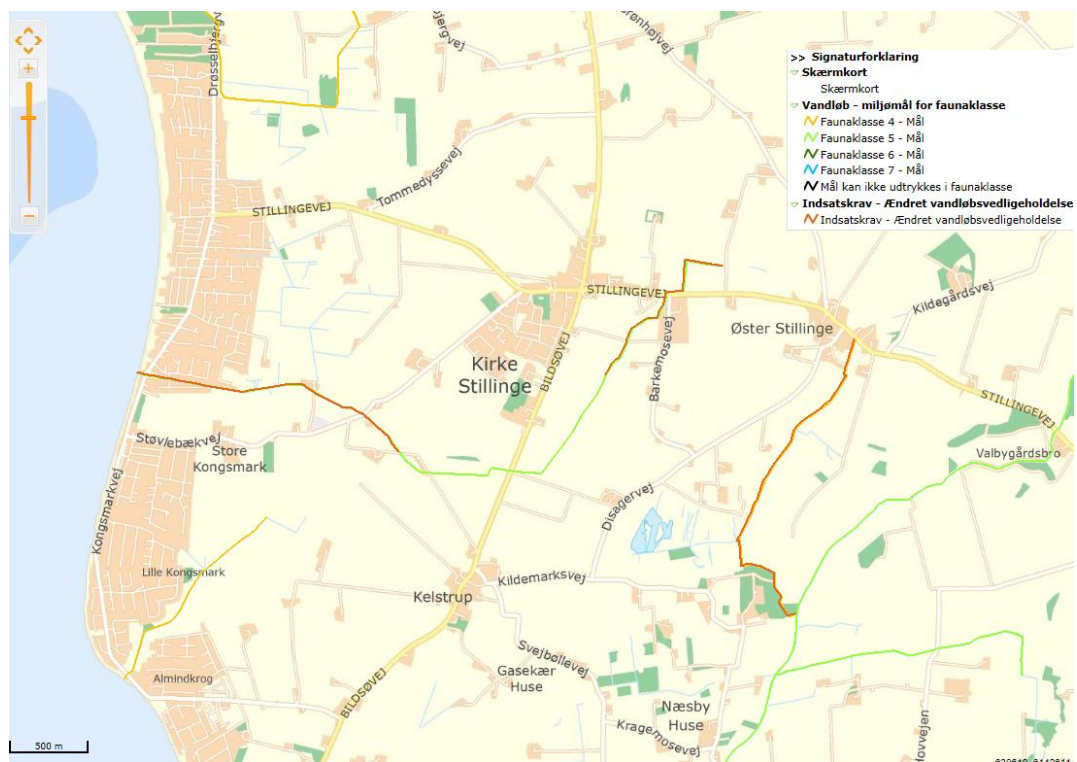 Drøsselbjergvej
>> Signaturforklaring
Skærmkort
Skærmkort
Vandløb - miljømål for faunaklasse
Faunaklasse 4 - Mål
Faunaklasse 5 - Mål
Faunaklasse 6 - Mål
Faunaklasse 7 - Mål
Mål kan ikke udtrykkes i faunaklasse
Indsatskrav - Ændret vandløbsvedligeholdelse
Indsatskrav - Ændret vandløbsvedligeholdelse
Tommedyssevej
STILLINGEVEJ
STILLINGEVEJ
Kildegårdsvej
Øster Stillinge
Kirke
Stillinge
BILDSØVEJ
Barkemosevej
STILLINGEVEJ
Støvlebækvej
Store
Kongsmark
Valbygårdsbro
Kongsmarkvej
Disagervej
Lille Kongsmark
Kildemarksvej
Kelstrup
Svejbøllevej
Gasekær
Huse
Almindkrog
BILDSØVEJ
Næsby
Huse
Kragemosevej
Hovvejen
500 m